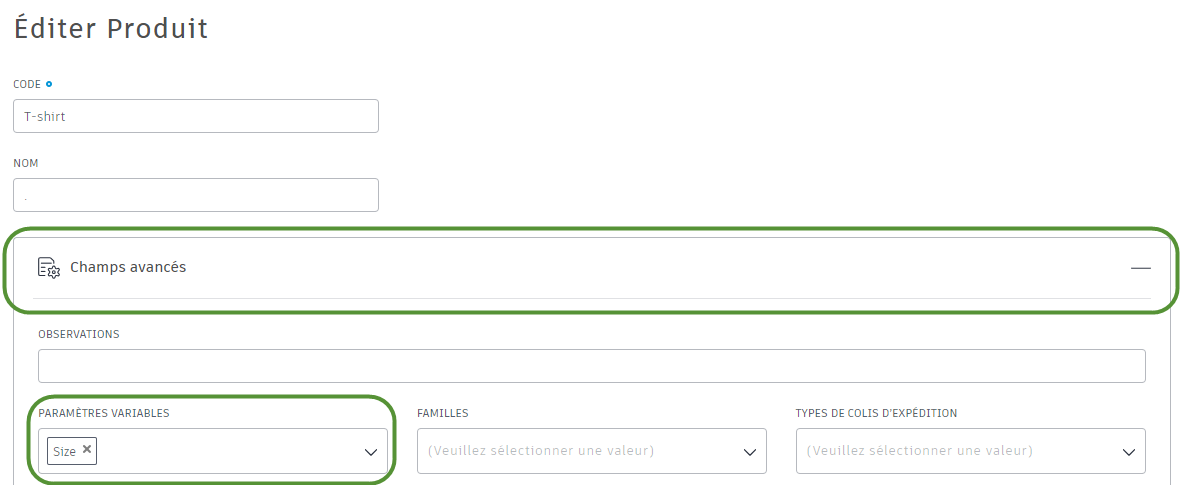 Éditer Produit
CODE
T-shirt
NOM
.
Champs avancés
OBSERVATIONS
PARAMÈTRES VARIABLES FAMILLES TYPES DE COLIS D'EXPÉDITION
Size (Veuillez sélectionner une valeur) (Veuillez sélectionner une valeur)